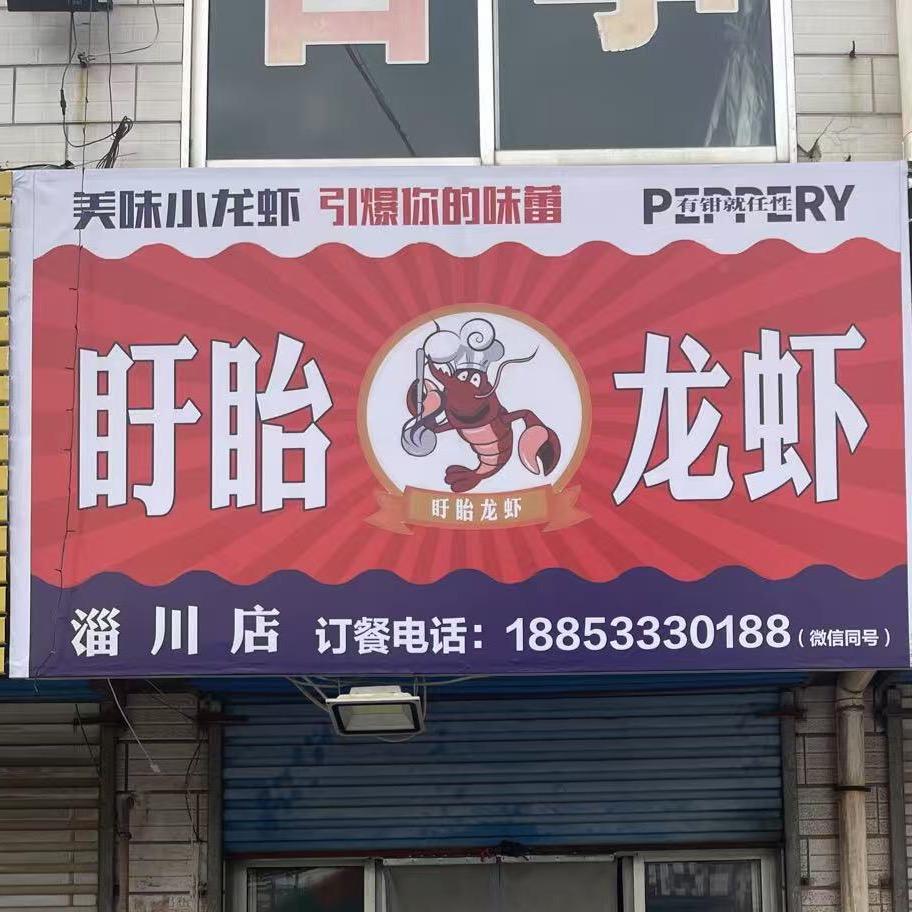 美味小龙虾 引爆你的味蕾
PEPPERY
有钳就任性
盱眙 龙虾
盱眙龙虾
淄川店 订餐电话：18853330188（微信同号）